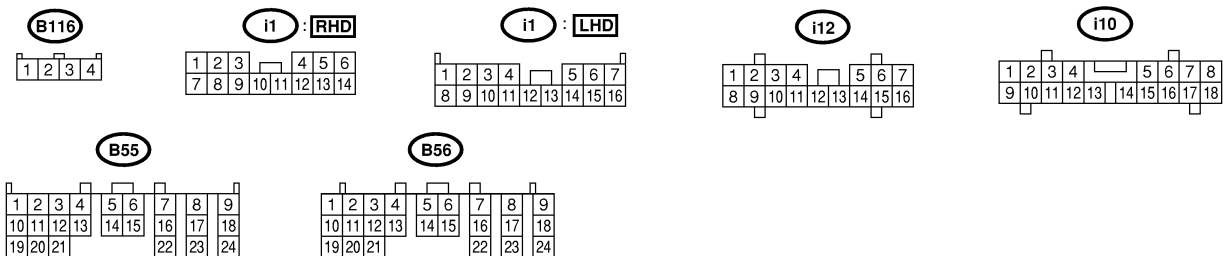 B116
i1 : RHD
i1 : LHD
i12
i10
1 2 3 4
1 2 3 4 5 6
7 8 9 10 11 12 13 14
1 2 3 4 5 6 7
8 9 10 11 12 13 14 15 16
1 2 3 4 5 6 7
8 9 10 11 12 13 14 15 16
1 2 3 4 5 6 7 8
9 10 11 12 13 14 15 16 17 18
B55
B56
1 2 3 4 5 6 7 8 9
10 11 12 13 14 15 16 17 18
19 20 21 22 23 24
1 2 3 4 5 6 7 8 9
10 11 12 13 14 15 16 17 18
19 20 21 22 23 24